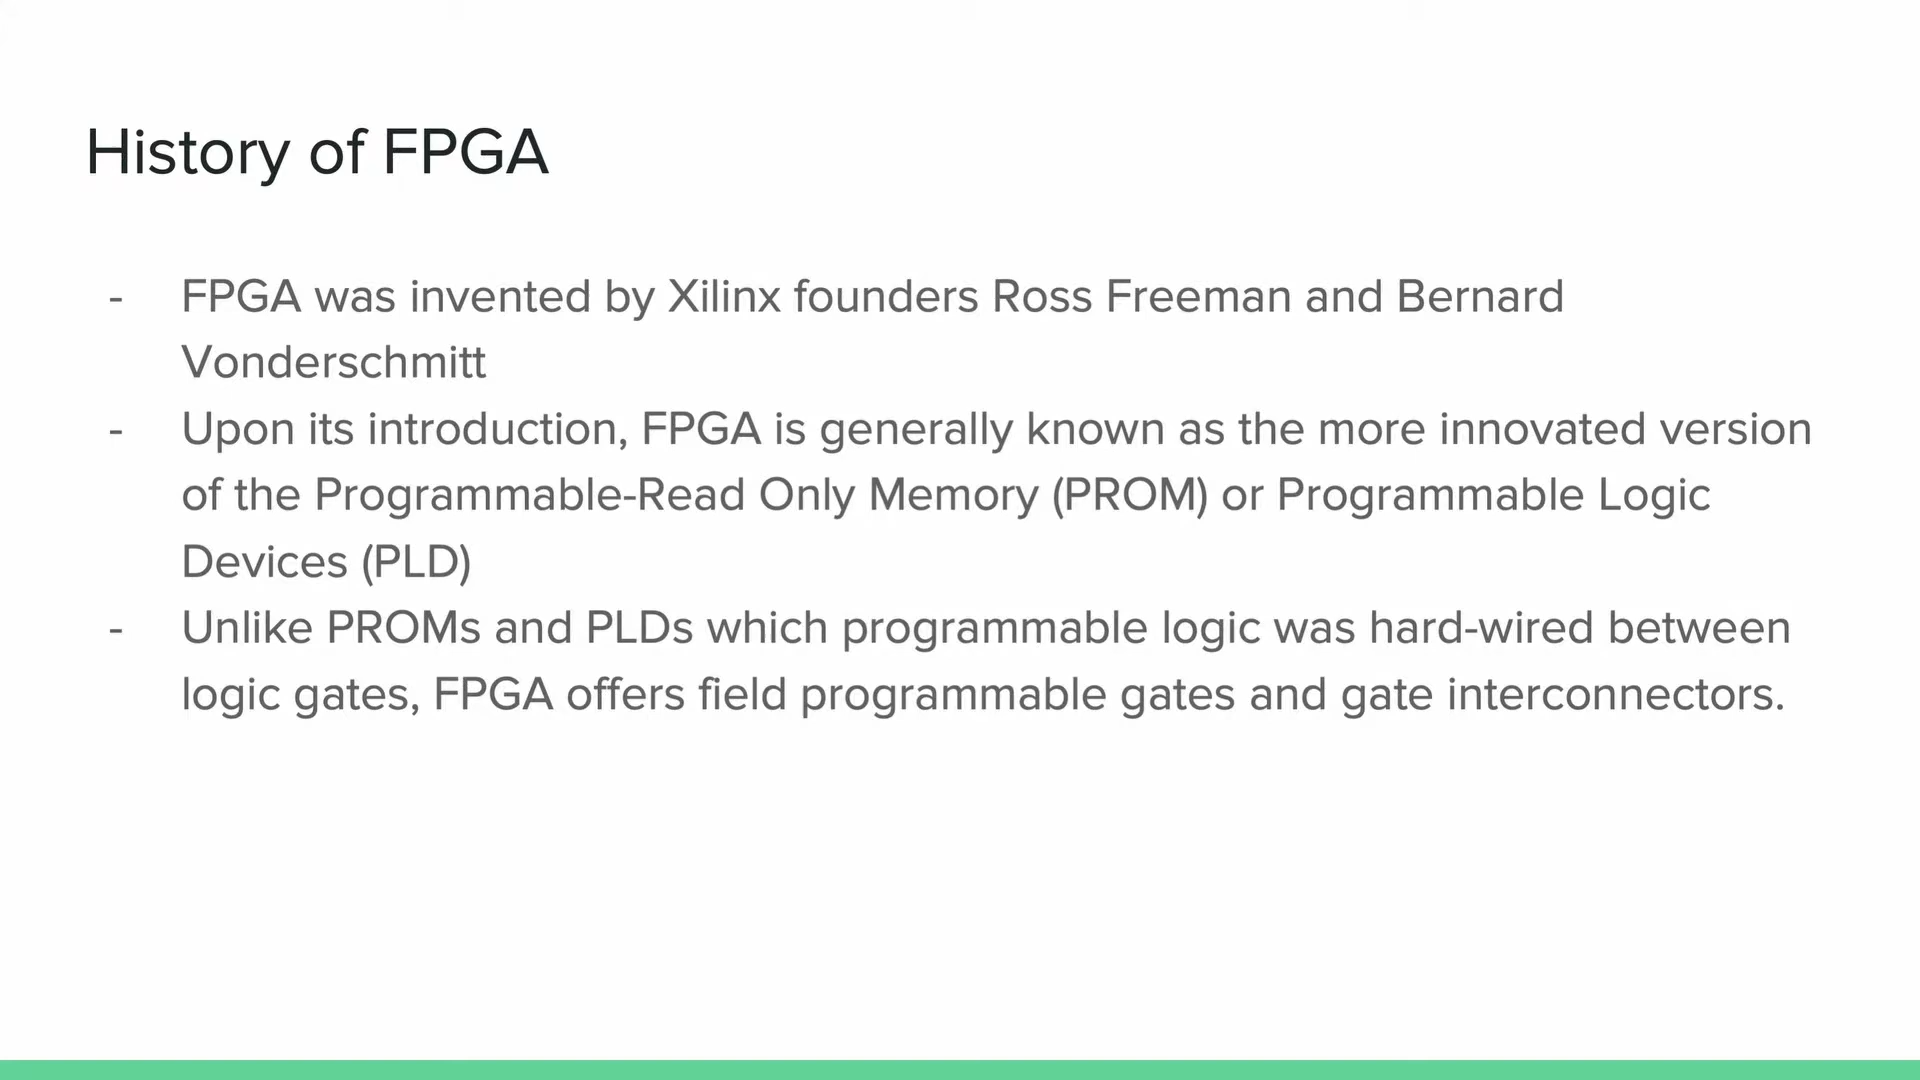 History of FPGA
- FPGA was invented by Xilinx founders Ross Freeman and Bernard
Vonderschmitt
- Upon its introduction, FPGA is generally known as the more innovated version
of the Programmable-Read Only Memory (PROM) or Programmable Logic
Devices (PLD)
- Unlike PROMs and PLDs which programmable logic was hard-wired between
logic gates, FPGA offers field programmable gates and gate interconnectors.